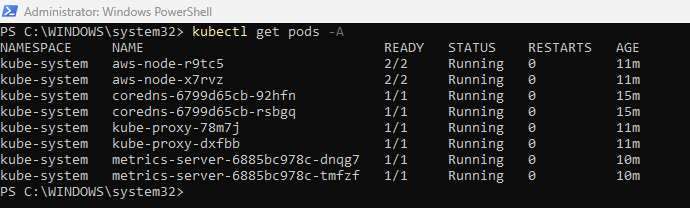 Administrator: Windows PowerShell
PS C:\WINDOWS\system32> kubectl get pods -A
NAMESPACE     NAME                              READY   STATUS    RESTARTS   AGE
kube-system   aws-node-r9tc5                    2/2     Running   0          11m
kube-system   aws-node-x7rvz                    2/2     Running   0          11m
kube-system   coredns-6799d65cb-92hfn           1/1     Running   0          15m
kube-system   coredns-6799d65cb-rsbgq           1/1     Running   0          15m
kube-system   kube-proxy-78m7j                  1/1     Running   0          11m
kube-system   kube-proxy-dxfbb                  1/1     Running   0          11m
kube-system   metrics-server-6885bc978c-dnqg7   1/1     Running   0          10m
kube-system   metrics-server-6885bc978c-tmfzf   1/1     Running   0          10m
PS C:\WINDOWS\system32>